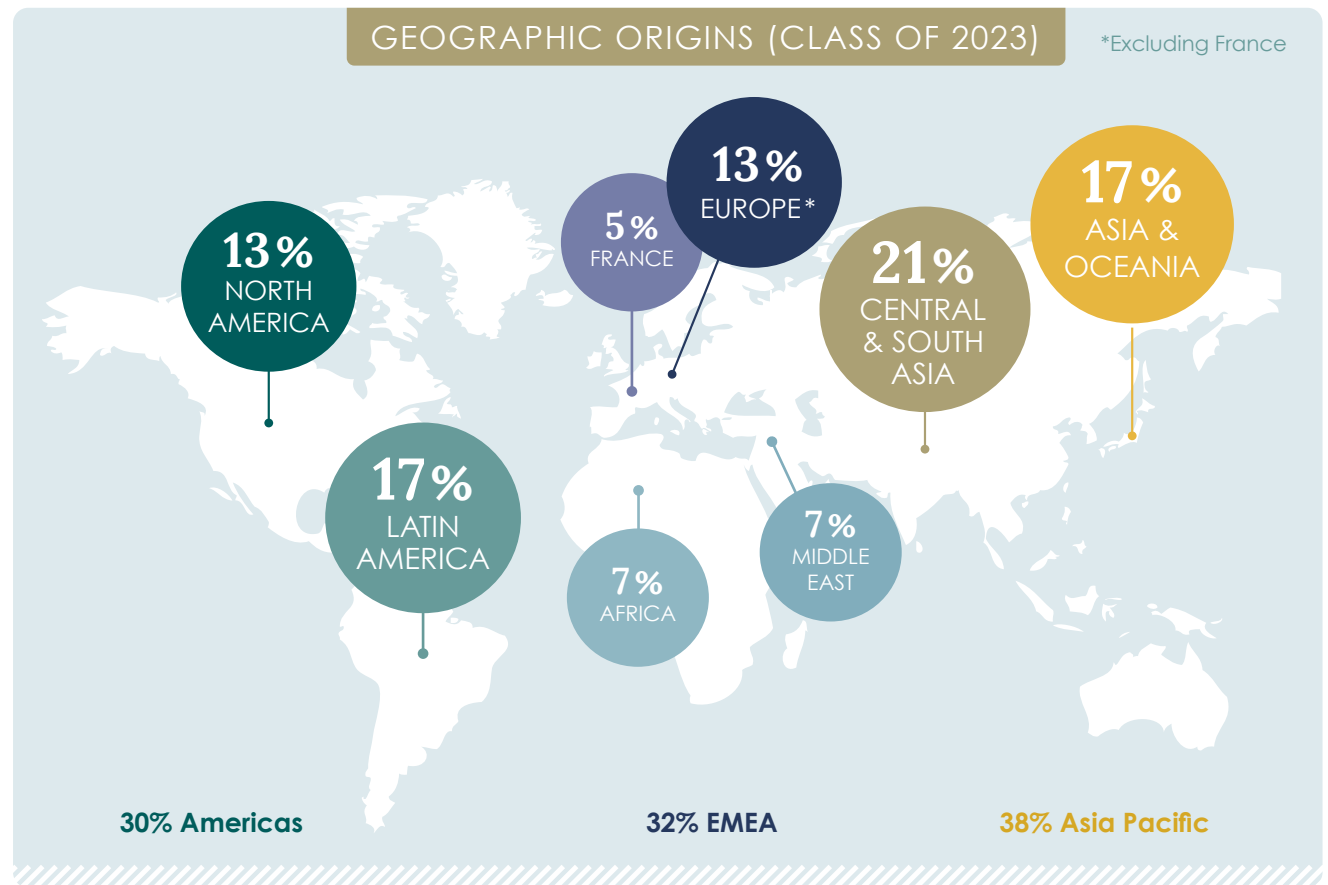 GEOGRAPHIC ORIGINS (CLASS OF 2023)
*Excluding France
13%
NORTH
AMERICA
17%
LATIN
AMERICA
5%
FRANCE
13%
EUROPE*
7%
AFRICA
7%
MIDDLE
EAST
21%
CENTRAL
& SOUTH
ASIA
17%
ASIA &
OCEANIA
30% Americas
32% EMEA
38% Asia Pacific